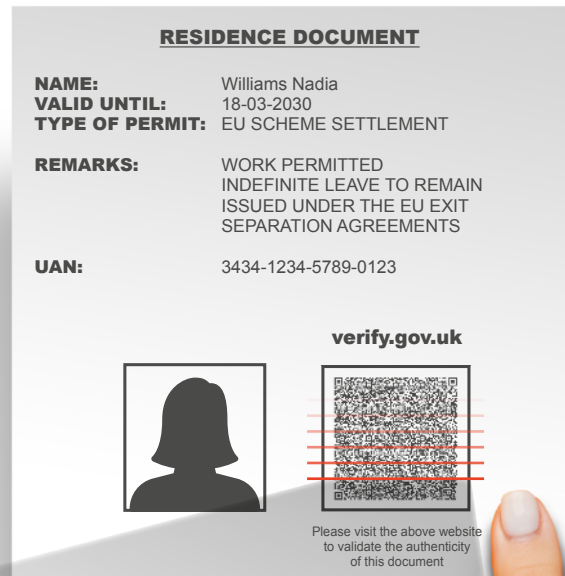 RESIDENCE DOCUMENT
NAME: Williams Nadia
VALID UNTIL: 18-03-2030
TYPE OF PERMIT: EU SCHEME SETTLEMENT
REMARKS: WORK PERMITTED
INDEFINITE LEAVE TO REMAIN
ISSUED UNDER THE EU EXIT
SEPARATION AGREEMENTS
UAN: 3434-1234-5789-0123
verify.gov.uk
Please visit the above website
to validate the authenticity
of this document